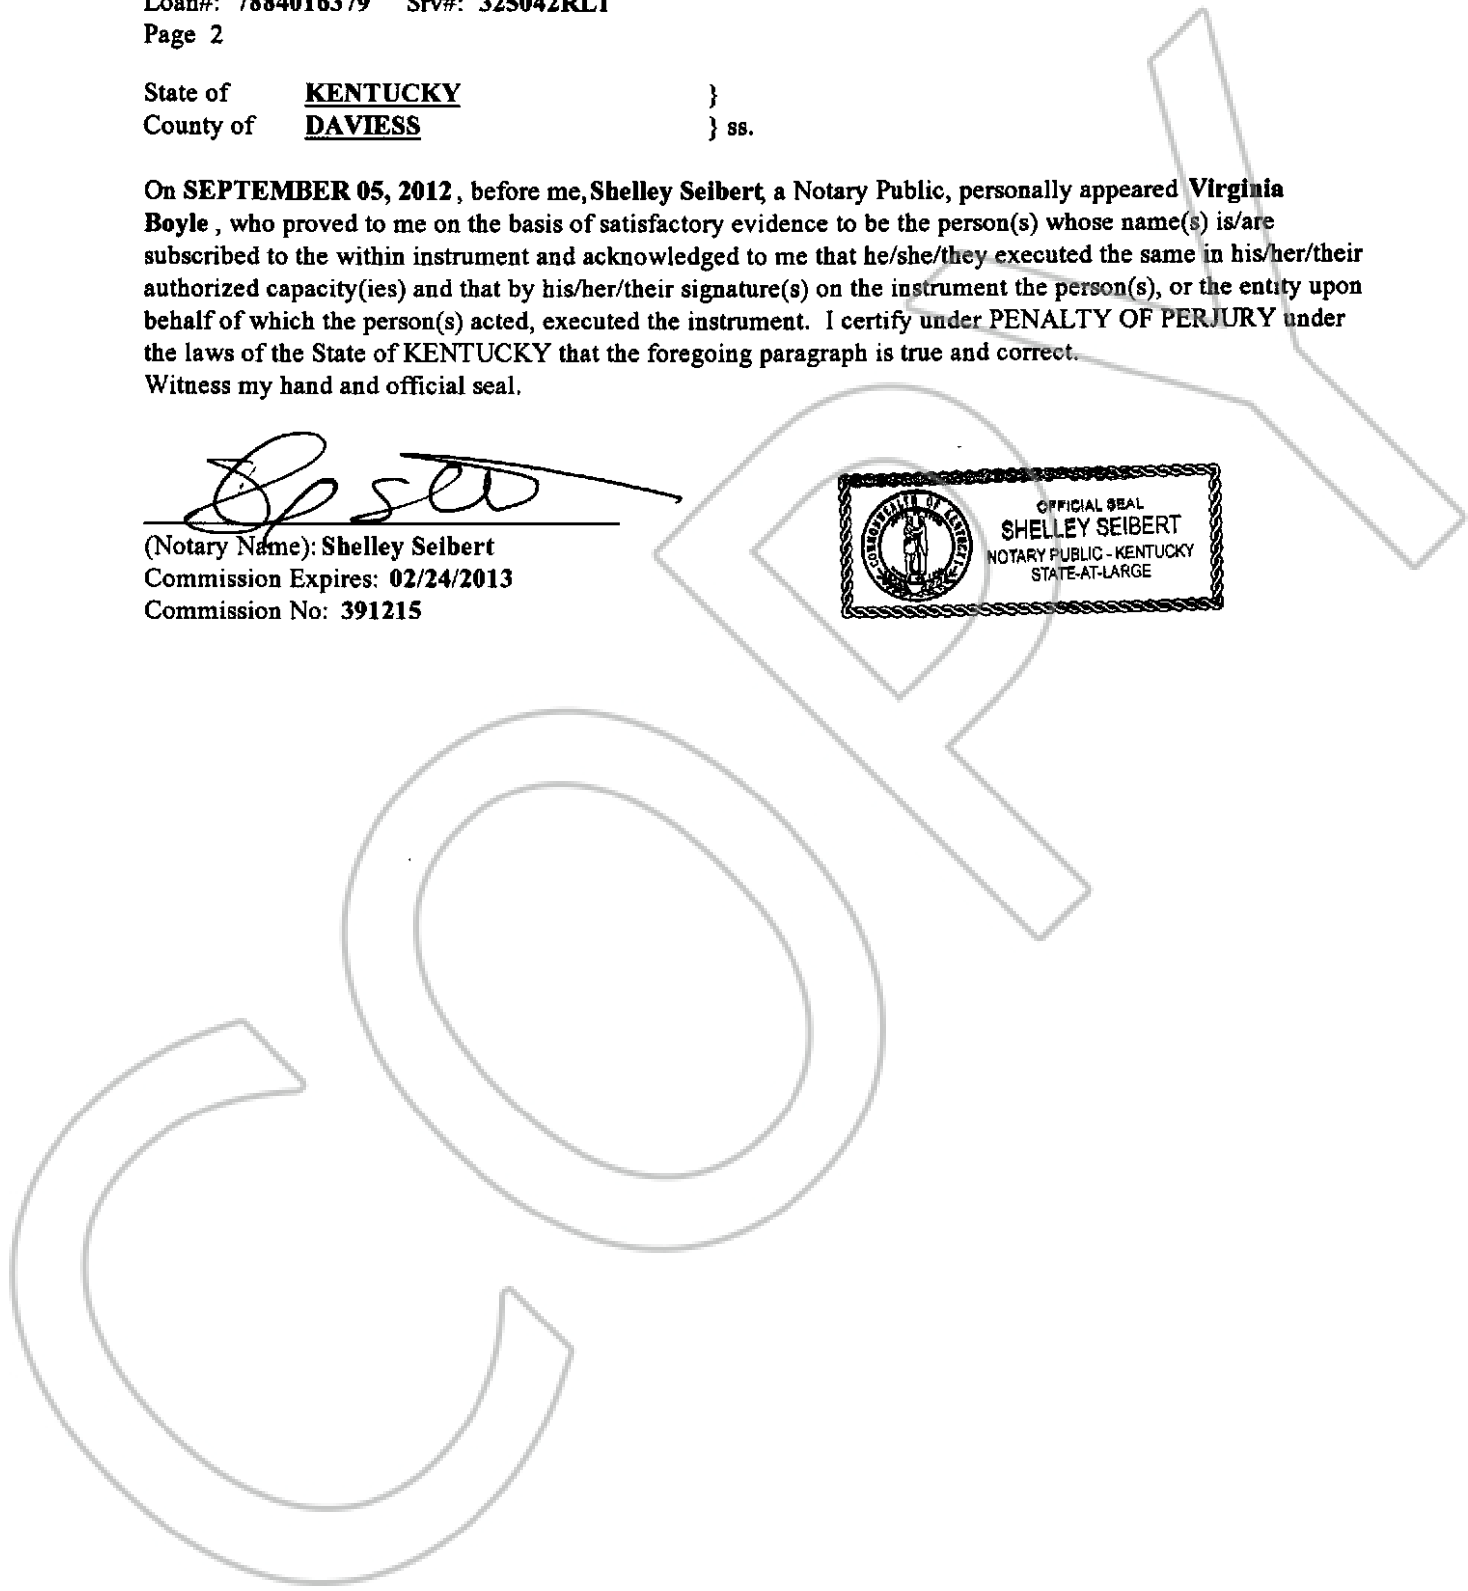 Loan#: 7884016379 Srv#: 325042RL1
Page 2
State of KENTUCKY }
County of DAVIESS } ss.
On SEPTEMBER 05, 2012 , before me, Shelley Seibert, a Notary Public, personally appeared Virginia
Boyle , who proved to me on the basis of satisfactory evidence to be the person(s) whose name(s) is/are
subscribed to the within instrument and acknowledged to me that he/she/they executed the same in his/her/their
authorized capacity(ies) and that by his/her/their signature(s) on the instrument the person(s), or the entity upon
behalf of which the person(s) acted, executed the instrument. I certify under PENALTY OF PERJURY under
the laws of the State of KENTUCKY that the foregoing paragraph is true and correct.
Witness my hand and official seal.
(Notary Name): Shelley Seibert
Commission Expires: 02/24/2013
Commission No: 391215
COMMONWEALTH OF KENTUCKY
OFFICIAL SEAL
SHELLEY SEIBERT
NOTARY PUBLIC - KENTUCKY
STATE-AT-LARGE
COPY